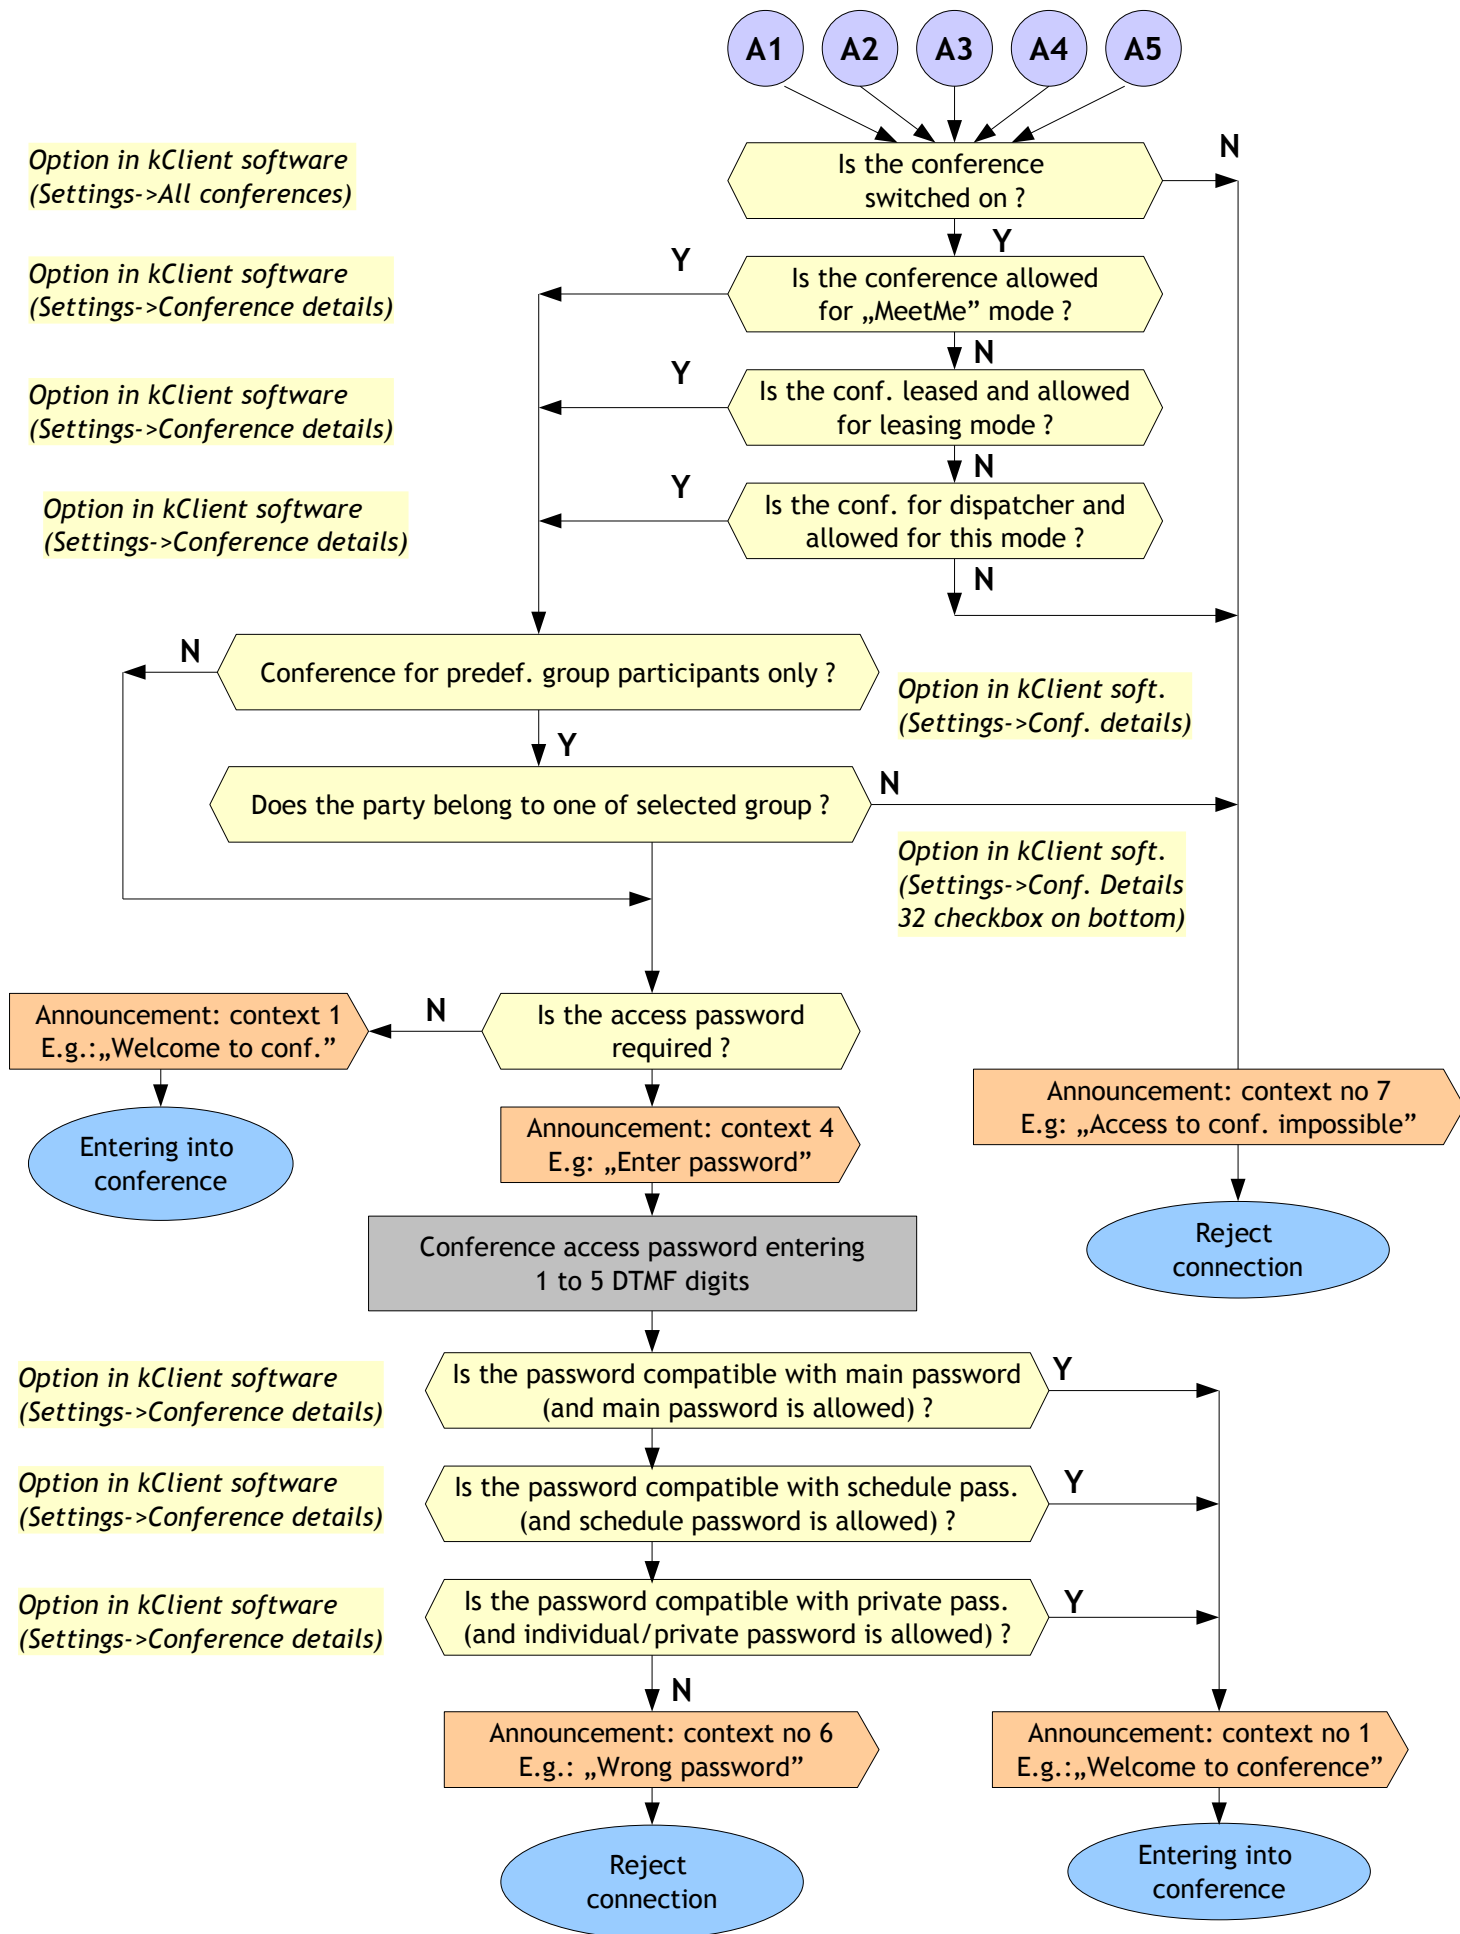 A1 A2 A3 A4 A5
Option in kClient software
(Settings->All conferences)
Is the conference
switched on ?
N
Y
Option in kClient software
(Settings->Conference details)
Y
Is the conference allowed
for „MeetMe” mode ?
N
Option in kClient software
(Settings->Conference details)
Y
Is the conf. leased and allowed
for leasing mode ?
N
Option in kClient software
(Settings->Conference details)
Y
Is the conf. for dispatcher and
allowed for this mode ?
N
N
Conference for predef. group participants only ?
Option in kClient soft.
(Settings->Conf. details)
Y
Does the party belong to one of selected group ?
N
Option in kClient soft.
(Settings->Conf. Details
32 checkbox on bottom)
Announcement: context 1
E.g.:„Welcome to conf.”
N
Is the access password
required ?
Entering into
conference
Announcement: context 4
E.g: „Enter password”
Announcement: context no 7
E.g: „Access to conf. impossible”
Reject
connection
Conference access password entering
1 to 5 DTMF digits
Option in kClient software
(Settings->Conference details)
Is the password compatible with main password
(and main password is allowed) ?
Y
Option in kClient software
(Settings->Conference details)
Is the password compatible with schedule pass.
(and schedule password is allowed) ?
Y
Option in kClient software
(Settings->Conference details)
Is the password compatible with private pass.
(and individual/private password is allowed) ?
Y
N
Announcement: context no 6
E.g.: „Wrong password”
Announcement: context no 1
E.g.:„Welcome to conference”
Reject
connection
Entering into
conference